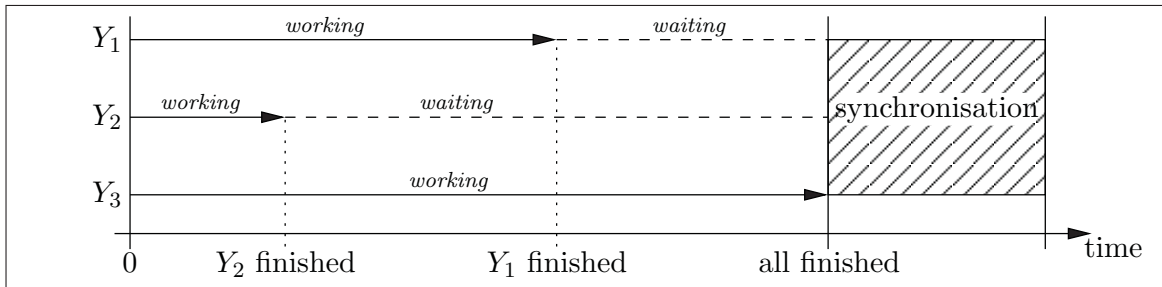 working waiting
Y1
working waiting
Y2
synchronisation
working
Y3
0 Y2 finished Y1 finished all finished time